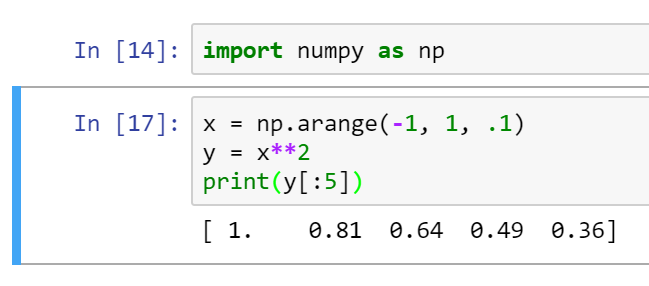 In [14]: import numpy as np
In [17]: x = np.arange(-1, 1, .1)
y = x**2
print(y[:5])
[ 1.    0.81  0.64  0.49  0.36]